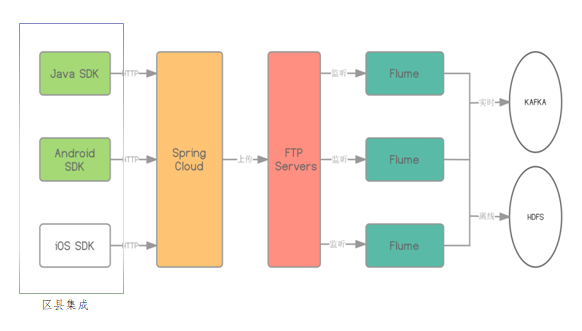 Java SDK
HTTP
Android
SDK
HTTP
iOS SDK
HTTP
区县集成
Spring
Cloud
上传
FTP
Servers
监听
Flume
监听
Flume
监听
Flume
实时
KAFKA
离线
HDFS